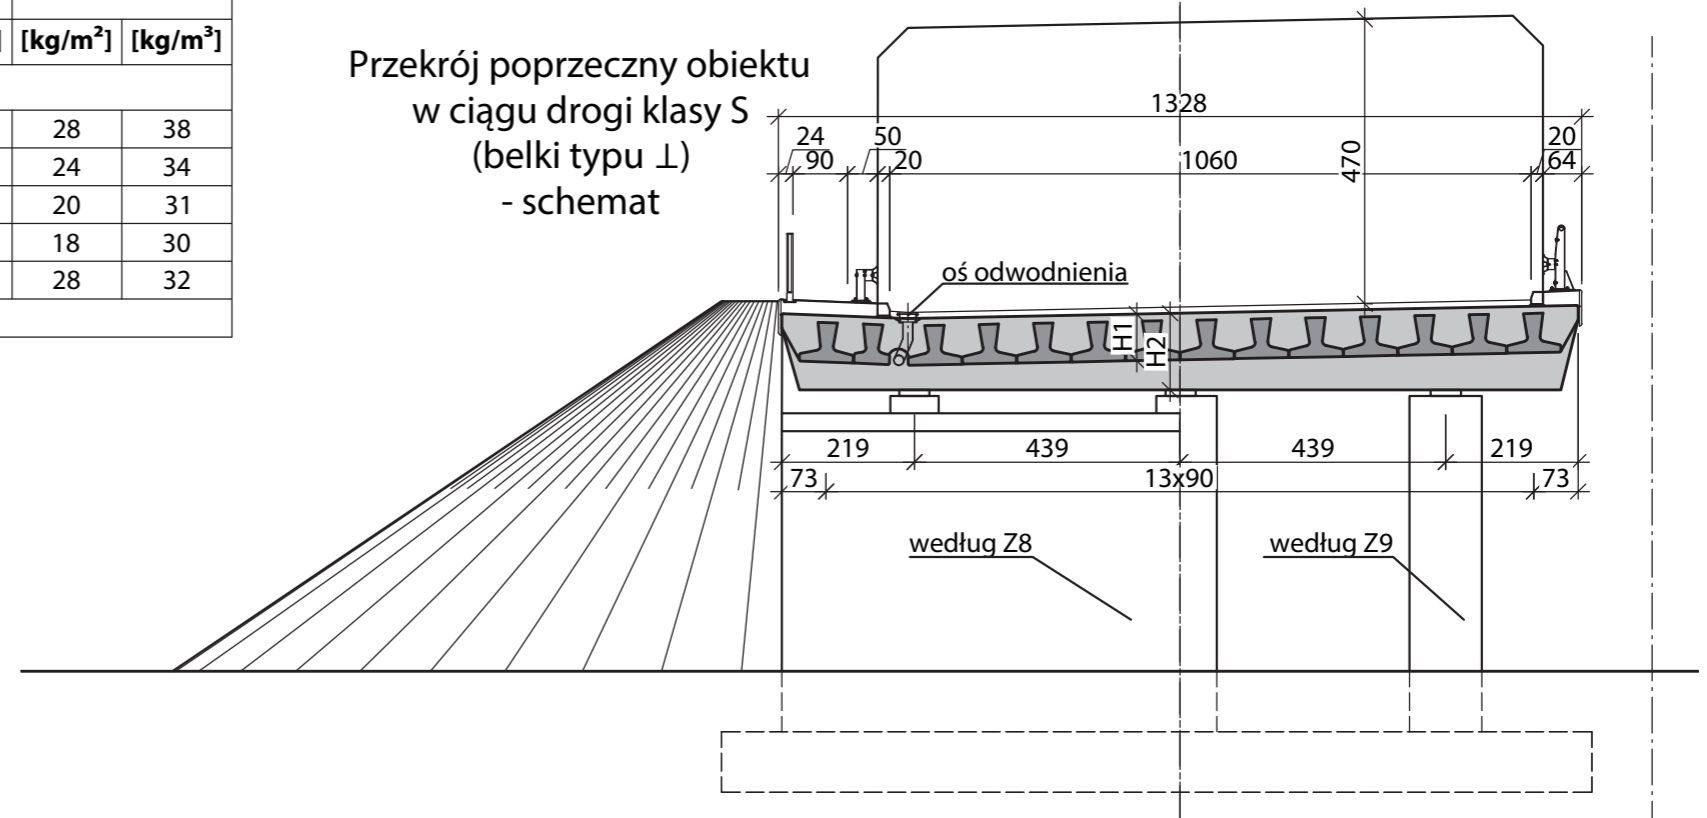 ] [kg/m²] [kg/m³]
28 38
24 34
20 31
18 30
28 32
Przekrój poprzeczny obiektu
w ciągu drogi klasy S
(belki typu ⊥)
- schemat
1328
24 50 20
90 20 1060 64
470
oś odwodnienia
H1
H2
219 439 439 219
73 13x90 73
według Z8 według Z9